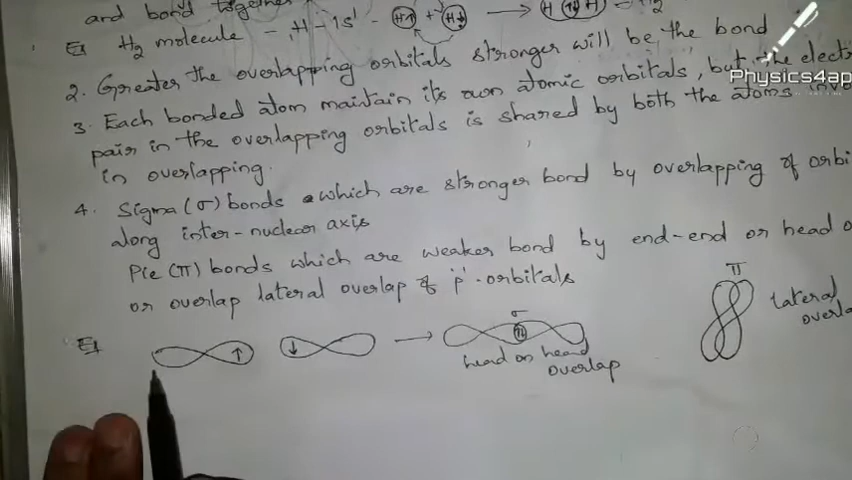 and bond together
Ex H2 molecule - H - 1s¹ - H↑ + H↓ → H ↑↓ H - H2
2. Greater the overlapping orbitals stronger will be the bond
Physics4ap
3. Each bonded atom maintain its own atomic orbitals, but the elect
pair in the overlapping orbitals is shared by both the atoms invo
in overlapping.
4. Sigma (σ) bonds which are stronger bond by overlapping of orbi
along inter-nuclear axis
Pie (π) bonds which are weaker bond by end-end or head o
or overlap lateral overlap of 'p'-orbitals
π
lateral
overla
Ex ↑ ↓ → σ ↑↓
head on head
overlap